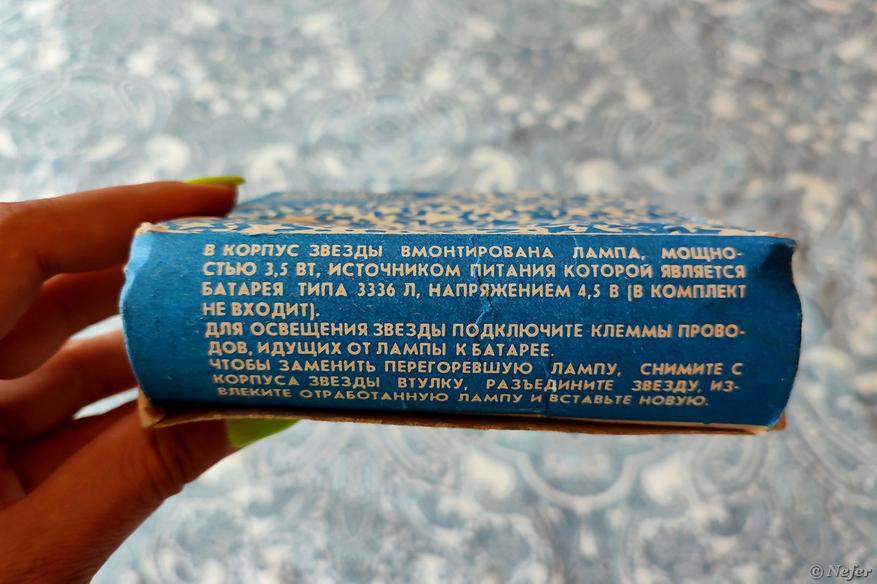 В КОРПУС ЗВЕЗДЫ ВМОНТИРОВАНА ЛАМПА, МОЩНО-
СТЬЮ 3,5 ВТ, ИСТОЧНИКОМ ПИТАНИЯ КОТОРОЙ ЯВЛЯЕТСЯ
БАТАРЕЯ ТИПА 3336 Л, НАПРЯЖЕНИЕМ 4,5 В (В КОМПЛЕКТ
НЕ ВХОДИТ).
ДЛЯ ОСВЕЩЕНИЯ ЗВЕЗДЫ ПОДКЛЮЧИТЕ КЛЕММЫ ПРОВО-
ДОВ, ИДУЩИХ ОТ ЛАМПЫ К БАТАРЕЕ.
ЧТОБЫ ЗАМЕНИТЬ ПЕРЕГОРЕВШУЮ ЛАМПУ, СНИМИТЕ С
КОРПУСА ЗВЕЗДЫ ВТУЛКУ, РАЗЪЕДИНИТЕ ЗВЕЗДУ, ИЗ-
ВЛЕКИТЕ ОТРАБОТАННУЮ ЛАМПУ И ВСТАВЬТЕ НОВУЮ.
© Nefer